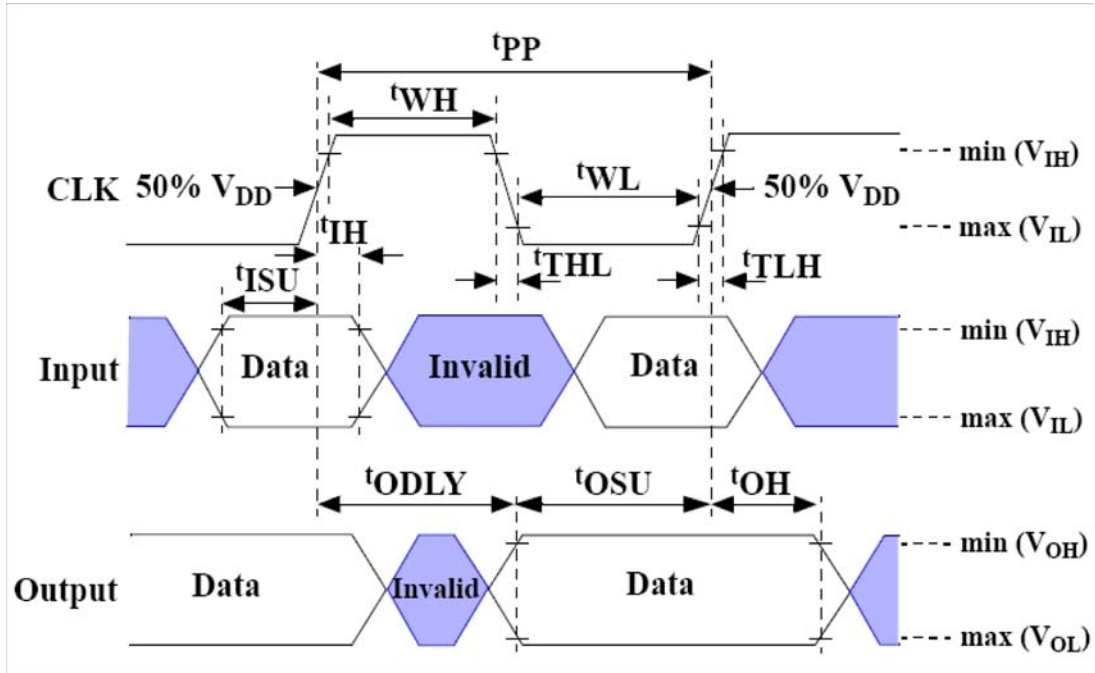 tPP
tWH
min (VIH)
CLK 50% VDD
tWL
50% VDD
max (VIL)
tIH
tISU
tTHL
tTLH
min (VIH)
Input
Data
Invalid
Data
max (VIL)
tODLY
tOSU
tOH
min (VOH)
Output
Data
Invalid
Data
max (VOL)